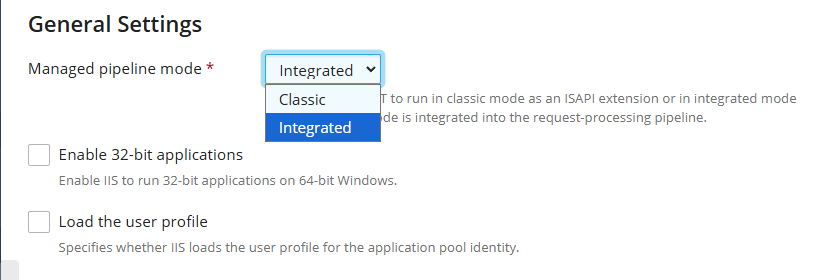 General Settings
Managed pipeline mode *
Integrated
Classic
Integrated
T to run in classic mode as an ISAPI extension or in integrated mode
de is integrated into the request-processing pipeline.
Enable 32-bit applications
Enable IIS to run 32-bit applications on 64-bit Windows.
Load the user profile
Specifies whether IIS loads the user profile for the application pool identity.